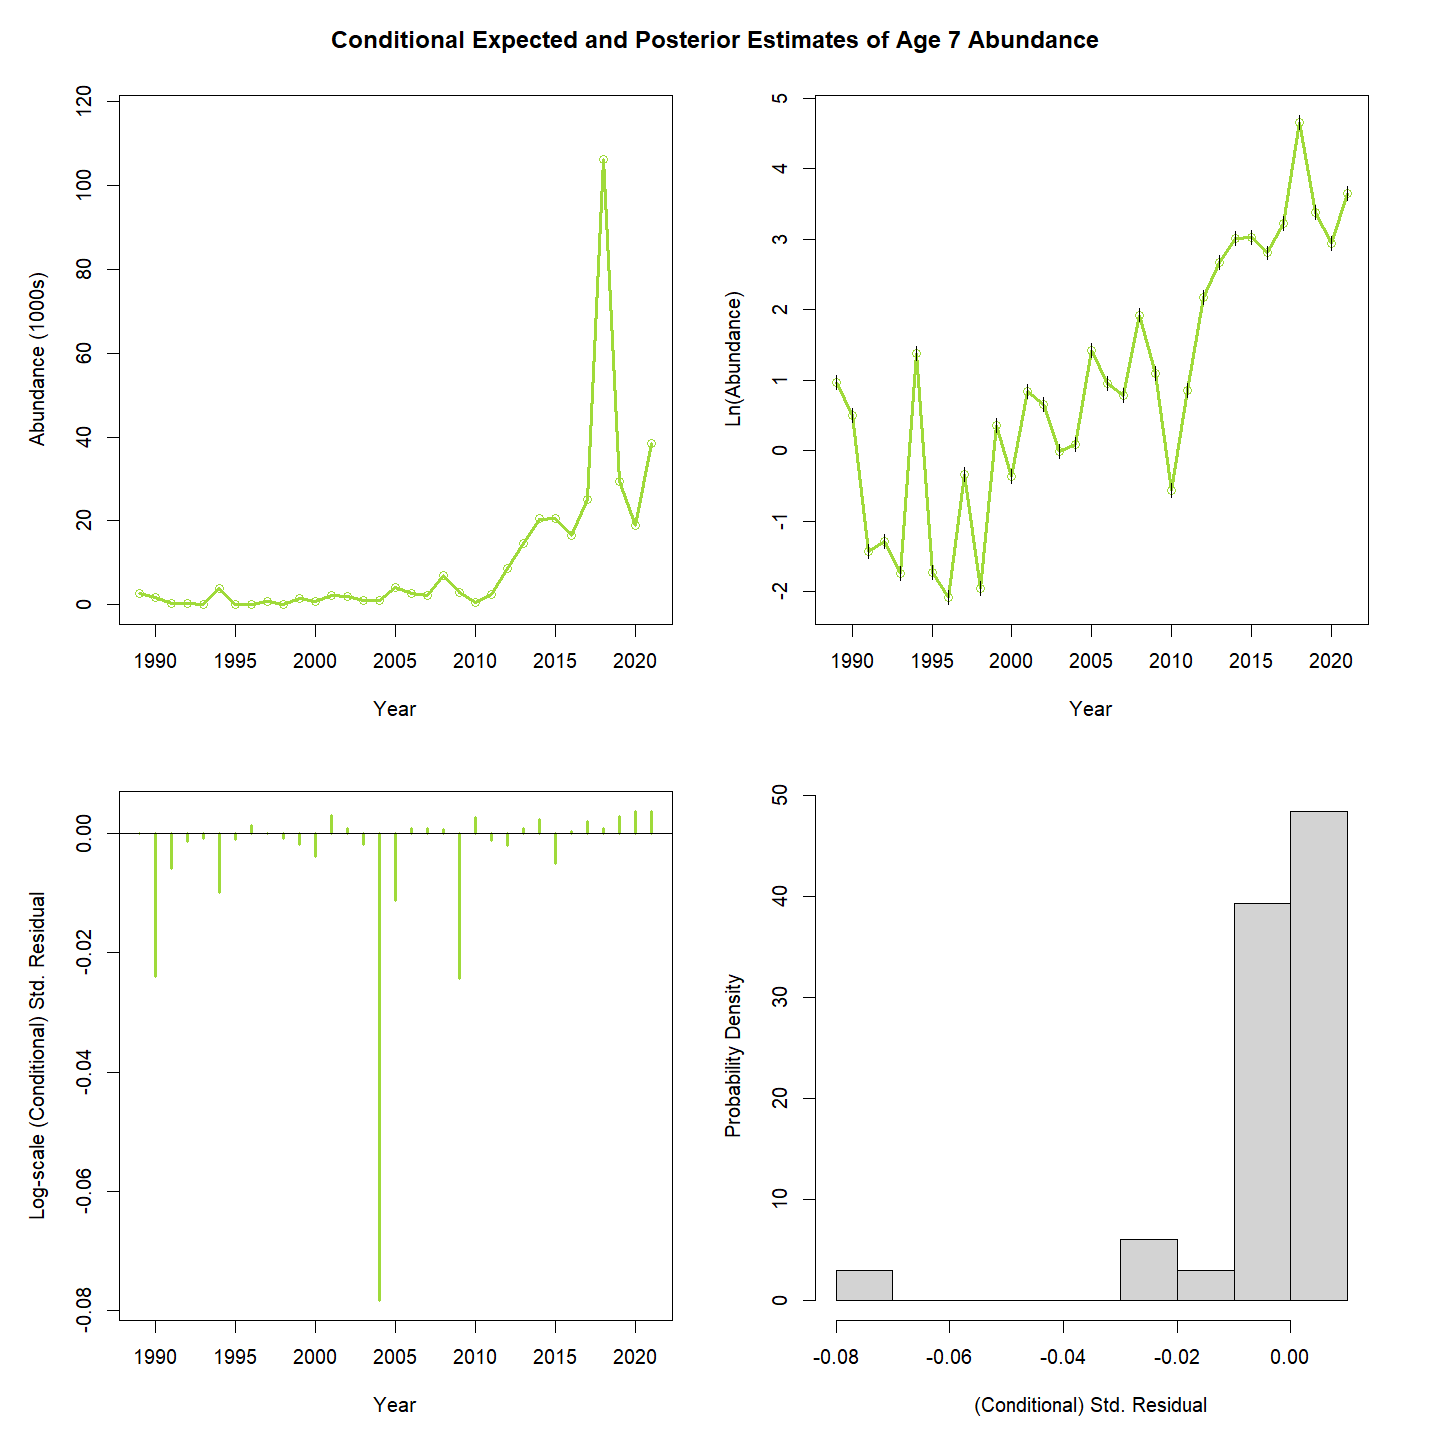 Conditional Expected and Posterior Estimates of Age 7 Abundance
Abundance (1000s)
0
20
40
60
80
100
120
1990 1995 2000 2005 2010 2015 2020
Year
Ln(Abundance)
-2
-1
0
1
2
3
4
5
1990 1995 2000 2005 2010 2015 2020
Year
Log-scale (Conditional) Std. Residual
-0.08
-0.06
-0.04
-0.02
0.00
1990 1995 2000 2005 2010 2015 2020
Year
Probability Density
0
10
20
30
40
50
-0.08 -0.06 -0.04 -0.02 0.00
(Conditional) Std. Residual